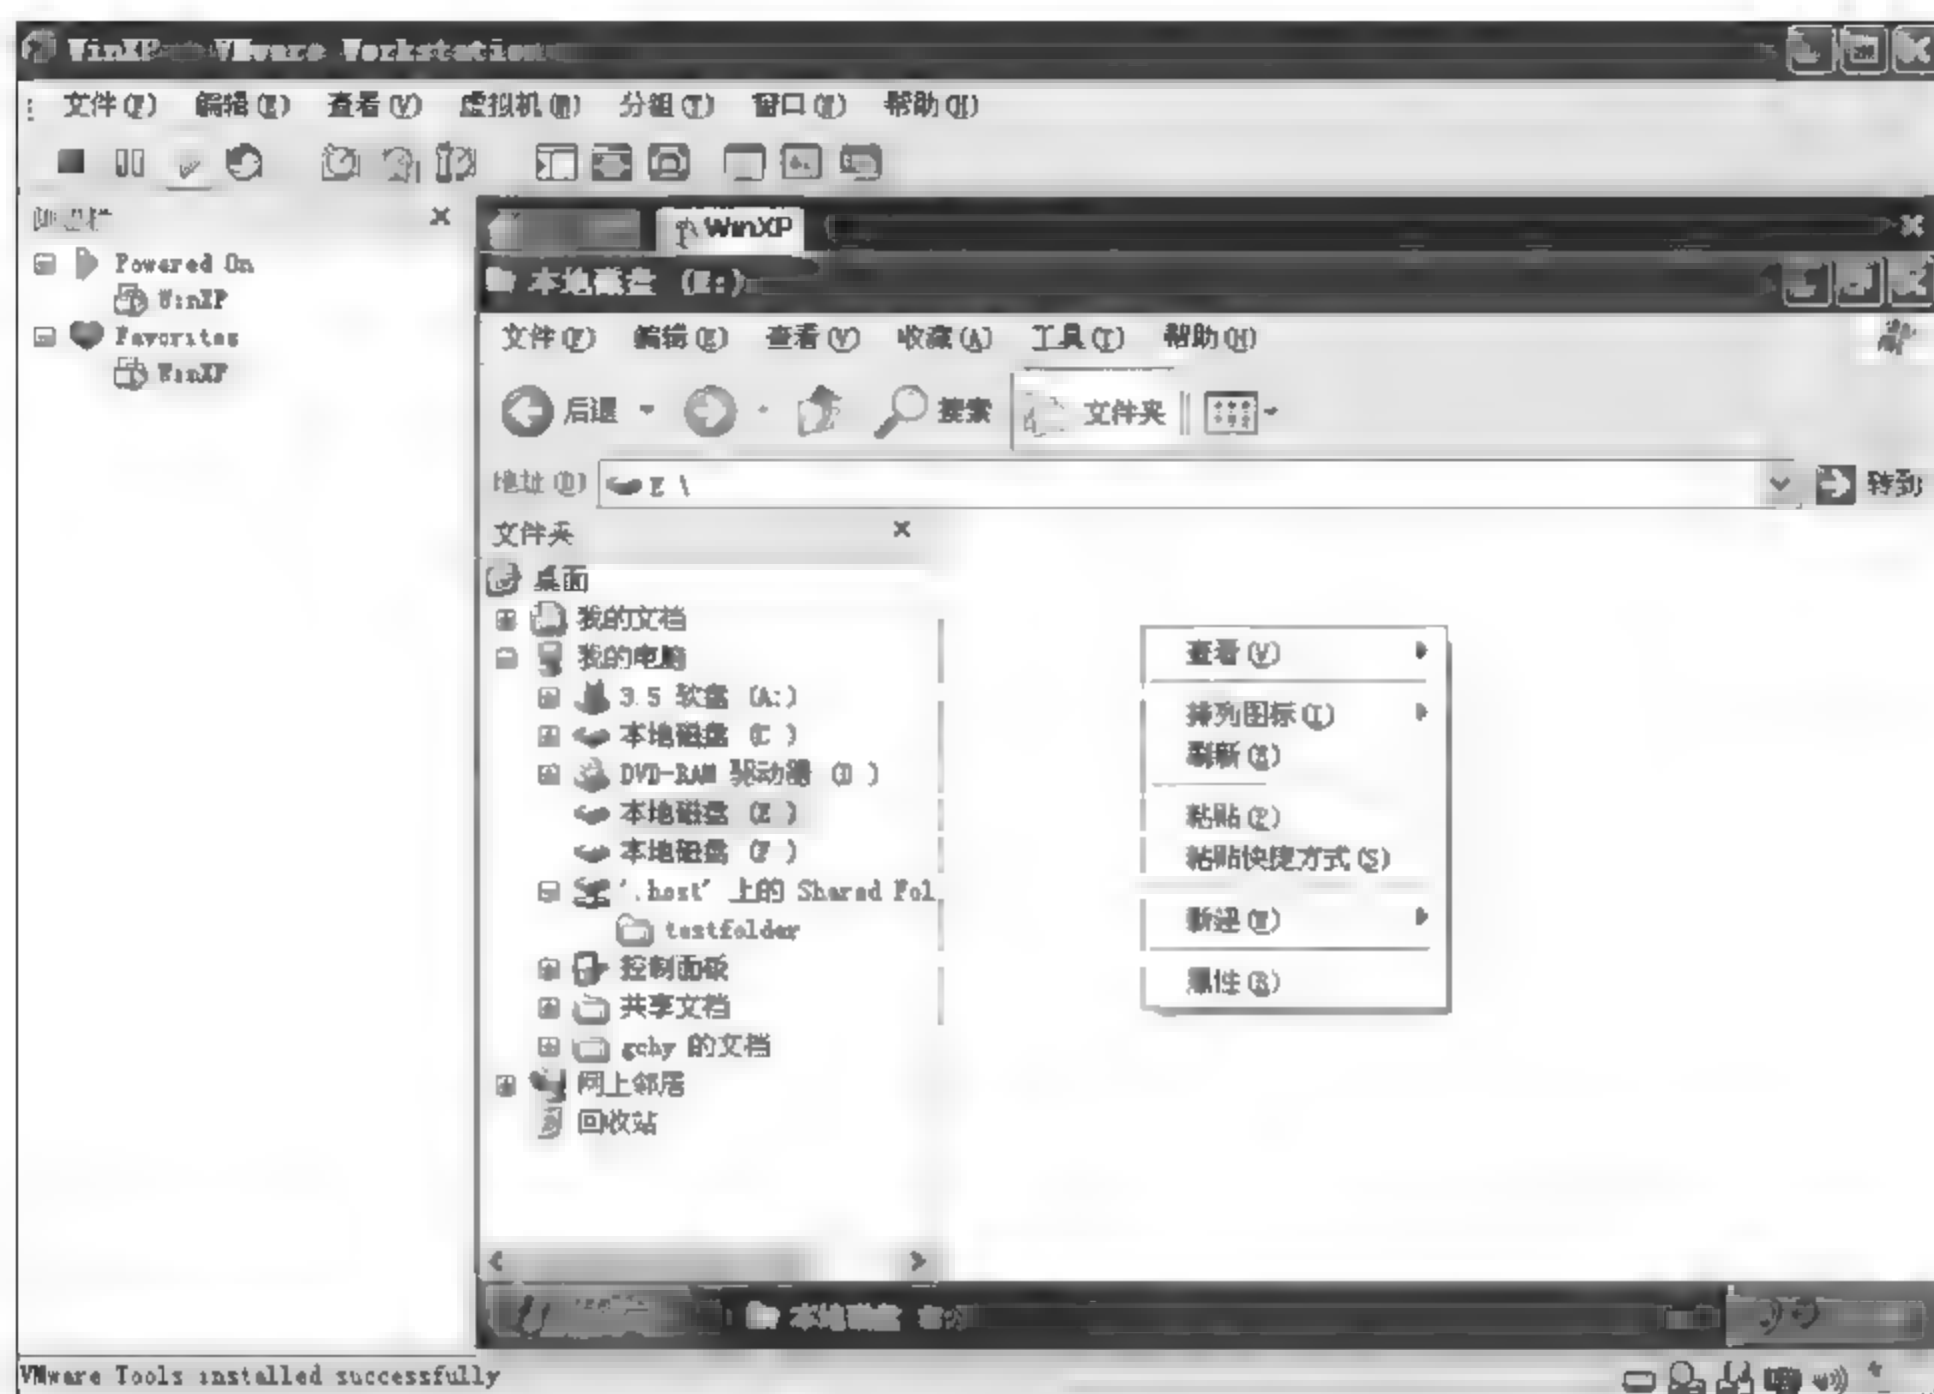 WinXP - VMware Workstation
文件(F) 编辑(E) 查看(V) 虚拟机(M) 分组(T) 窗口(W) 帮助(H)
Powered On
WinXP
Favorites
WinXP
WinXP
本地磁盘 (E:)
文件(F) 编辑(E) 查看(V) 收藏(A) 工具(T) 帮助(H)
后退 搜索 文件夹
地址(D) E:\ 转到
文件夹
桌面
我的文档
我的电脑
3.5 软盘 (A:)
本地磁盘 (C:)
DVD-RAM 驱动器 (D:)
本地磁盘 (E:)
本地磁盘 (F:)
'.host' 上的 Shared Fol
testfolder
控制面板
共享文档
gchy 的文档
网上邻居
回收站
查看(V)
排列图标(I)
刷新(E)
粘贴(P)
粘贴快捷方式(S)
新建(W)
属性(R)
本地磁盘
VMware Tools installed successfully